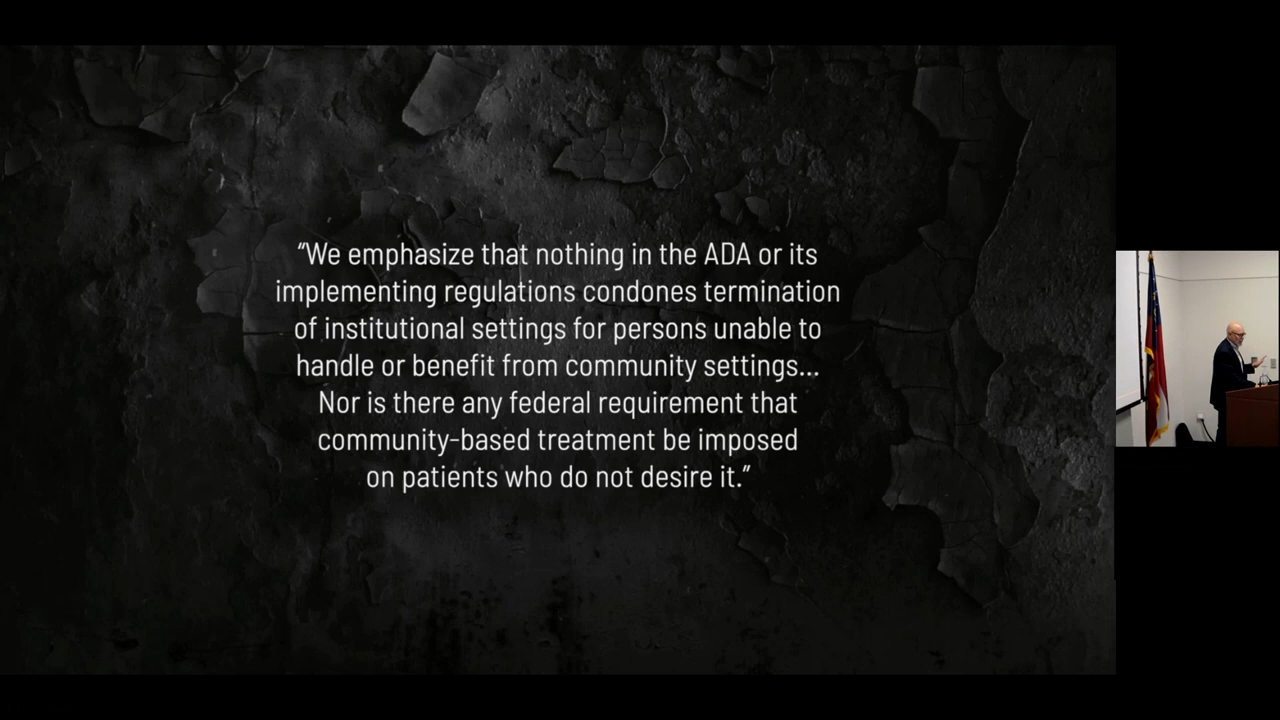 “We emphasize that nothing in the ADA or its
implementing regulations condones termination
of institutional settings for persons unable to
handle or benefit from community settings...
Nor is there any federal requirement that
community-based treatment be imposed
on patients who do not desire it.”